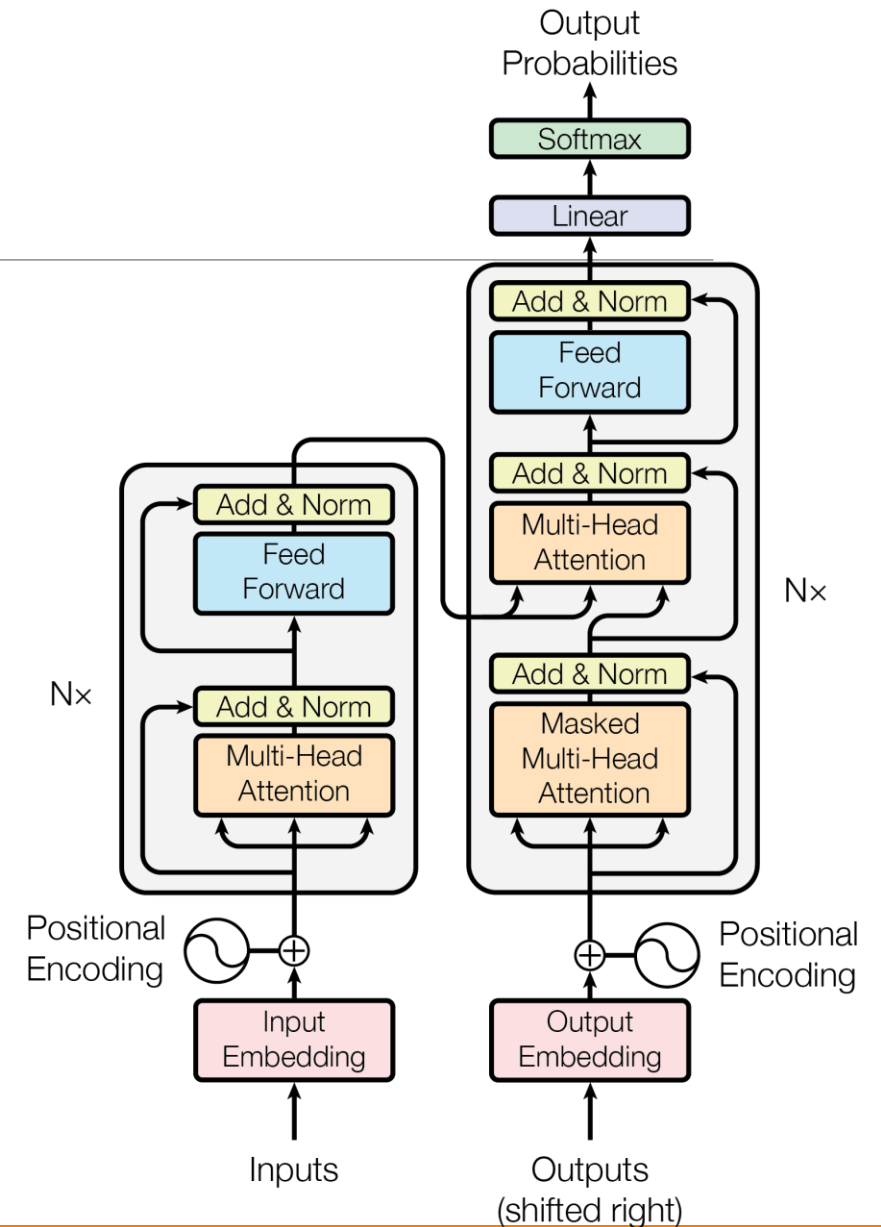 Output
Probabilities
Softmax
Linear
Add & Norm
Feed
Forward
Add & Norm
Multi-Head
Attention
Add & Norm
Masked
Multi-Head
Attention
N×
Add & Norm
Feed
Forward
Add & Norm
Multi-Head
Attention
N×
Positional
Encoding
Positional
Encoding
Input
Embedding
Output
Embedding
Inputs
Outputs
(shifted right)